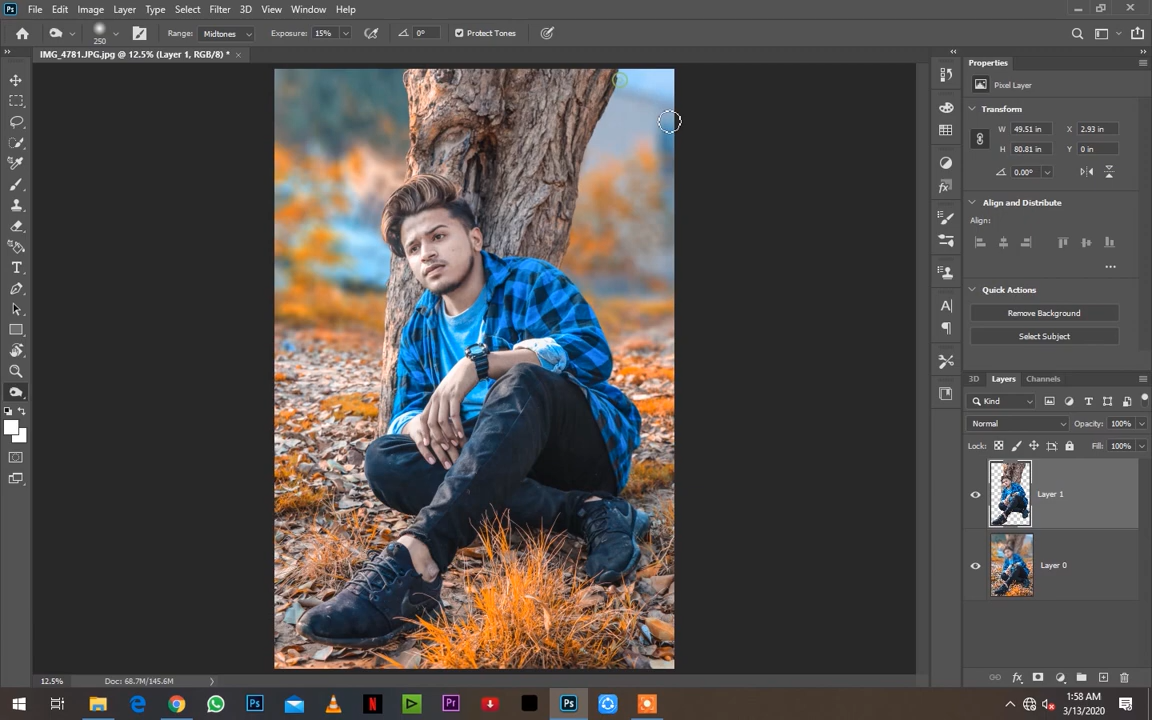 Ps File Edit Image Layer Type Select Filter 3D View Window Help
250 Range: Midtones Exposure: 15% 0° Protect Tones
IMG_4781.JPG.jpg @ 12.5% (Layer 1, RGB/8) *
Properties
Pixel Layer
Transform
W 49.51 in X 2.93 in
H 80.81 in Y 0 in
0.00°
Align and Distribute
Align:
Quick Actions
Remove Background
Select Subject
3D Layers Channels
Kind
Normal Opacity: 100%
Lock: Fill: 100%
Layer 1
Layer 0
12.5% Doc: 68.7M/145.6M
1:58 AM
3/13/2020